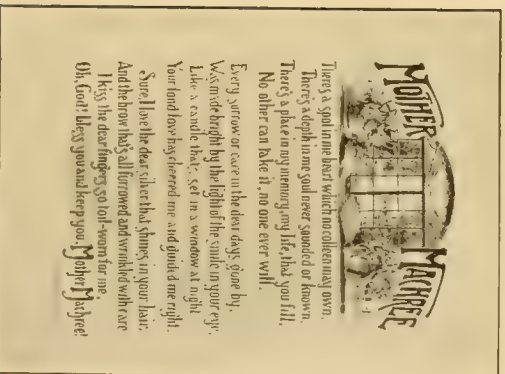 MOTHER MACHREE
There's a spot in me heart which no colleen may own.
There's a depth in me soul never sounded or known.
There's a place in my memory, my life, that you fill,
No other can take it, no one ever will.
Every sorrow or care in the dear days gone by,
Was made bright by the light of the smile in your eye,
Like a candle that's set in a window at night
Your fond love has cheered me and guided me right.
Sure, I love the dear silver that shines in your hair,
And the brow that's all furrowed and wrinkled with care
I kiss the dear fingers, so toil-worn for me,
Oh, God! bless you and keep you, Mother Machree!